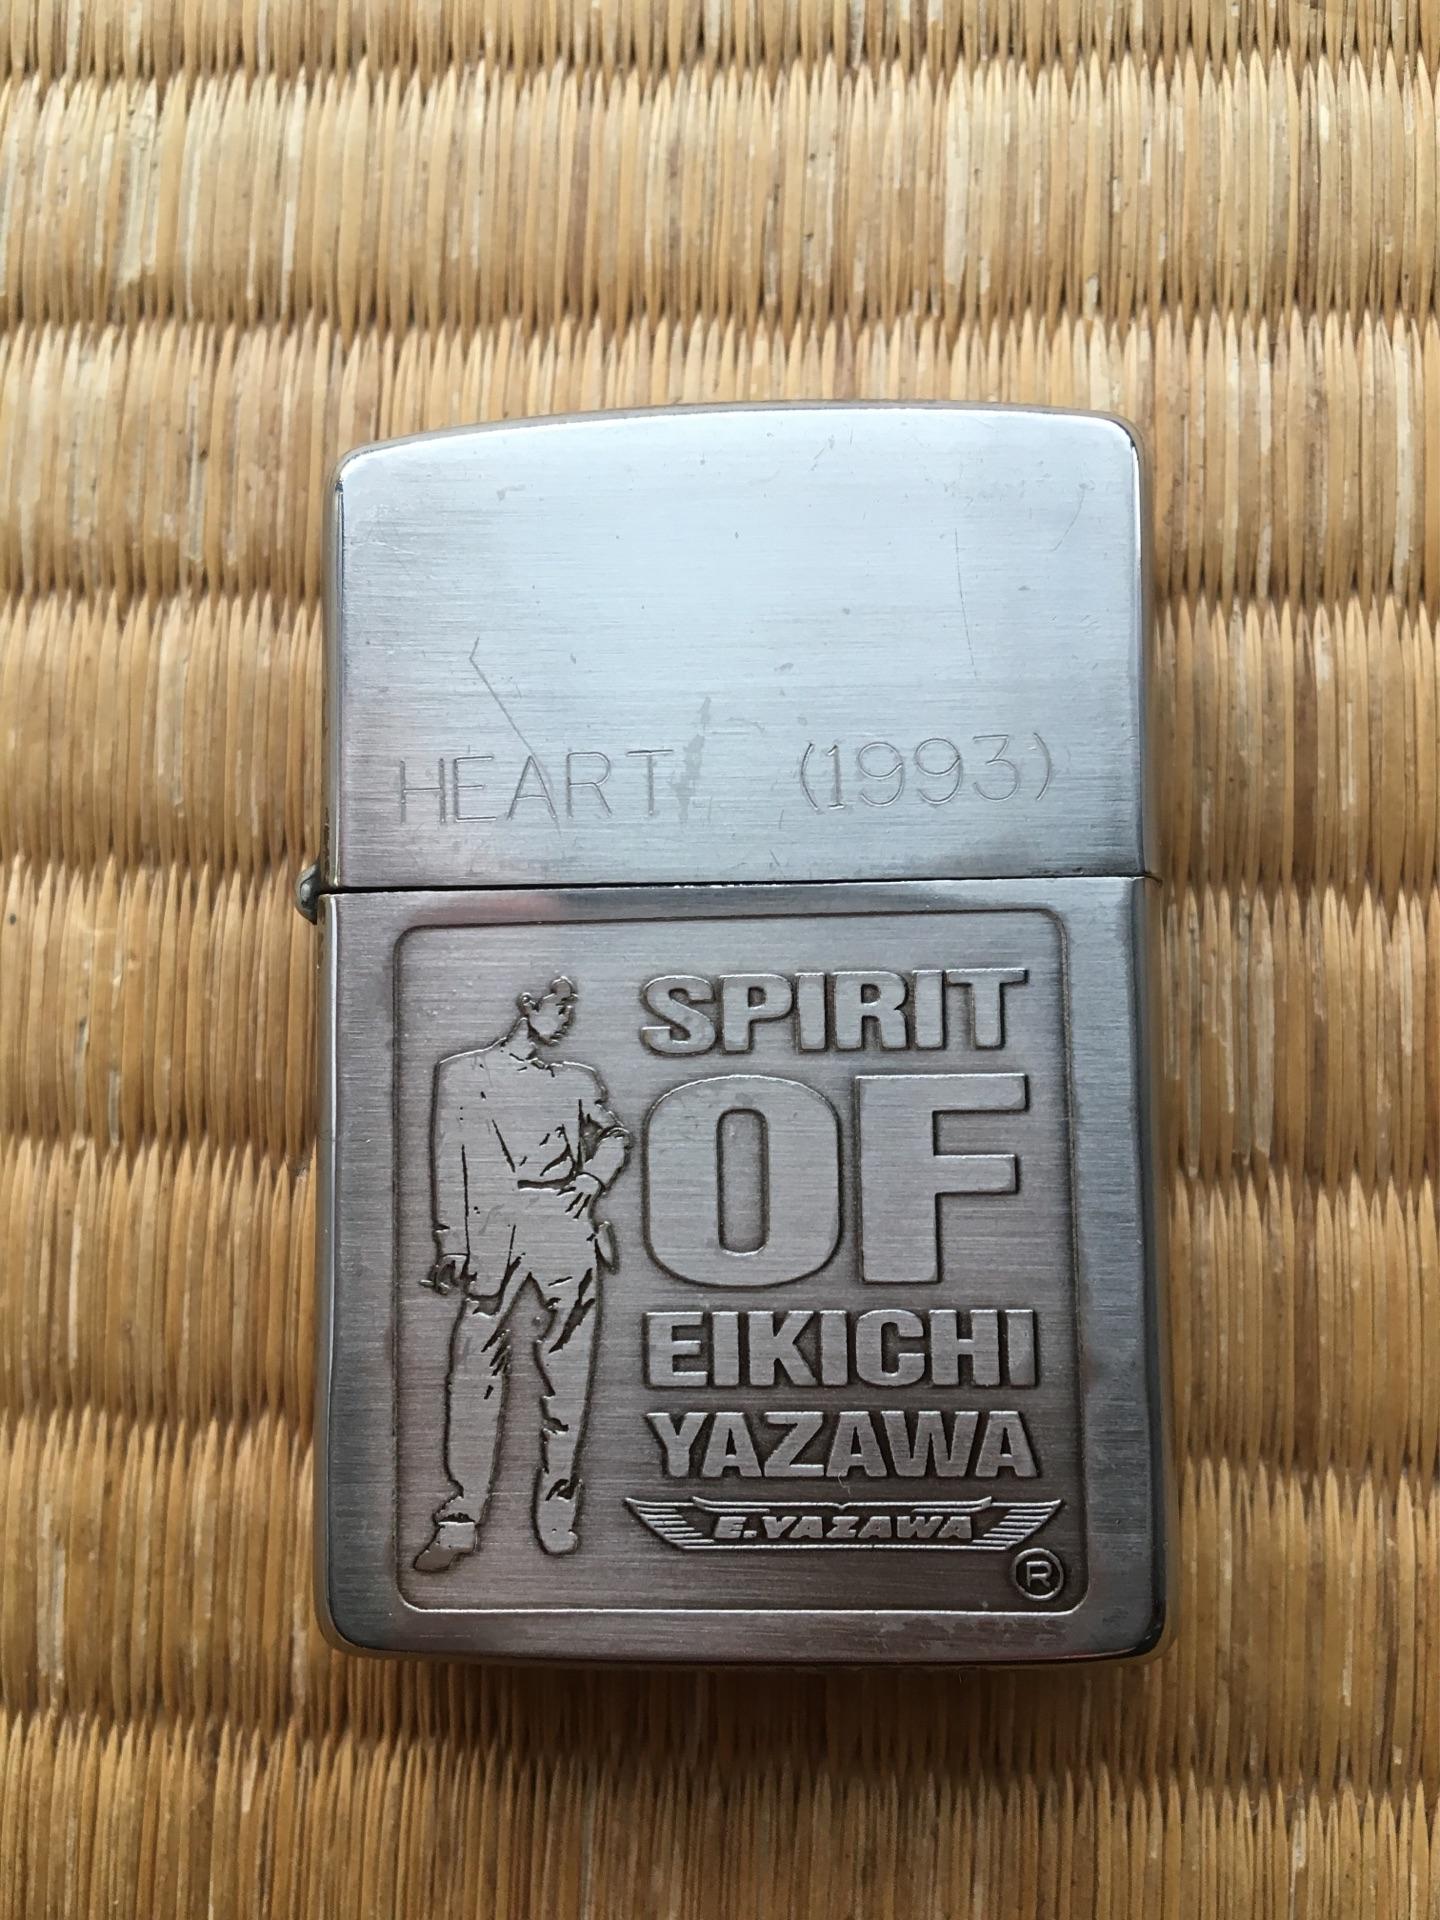 HEART (1993)
SPIRIT
OF
EIKICHI
YAZAWA
E.YAZAWA
®